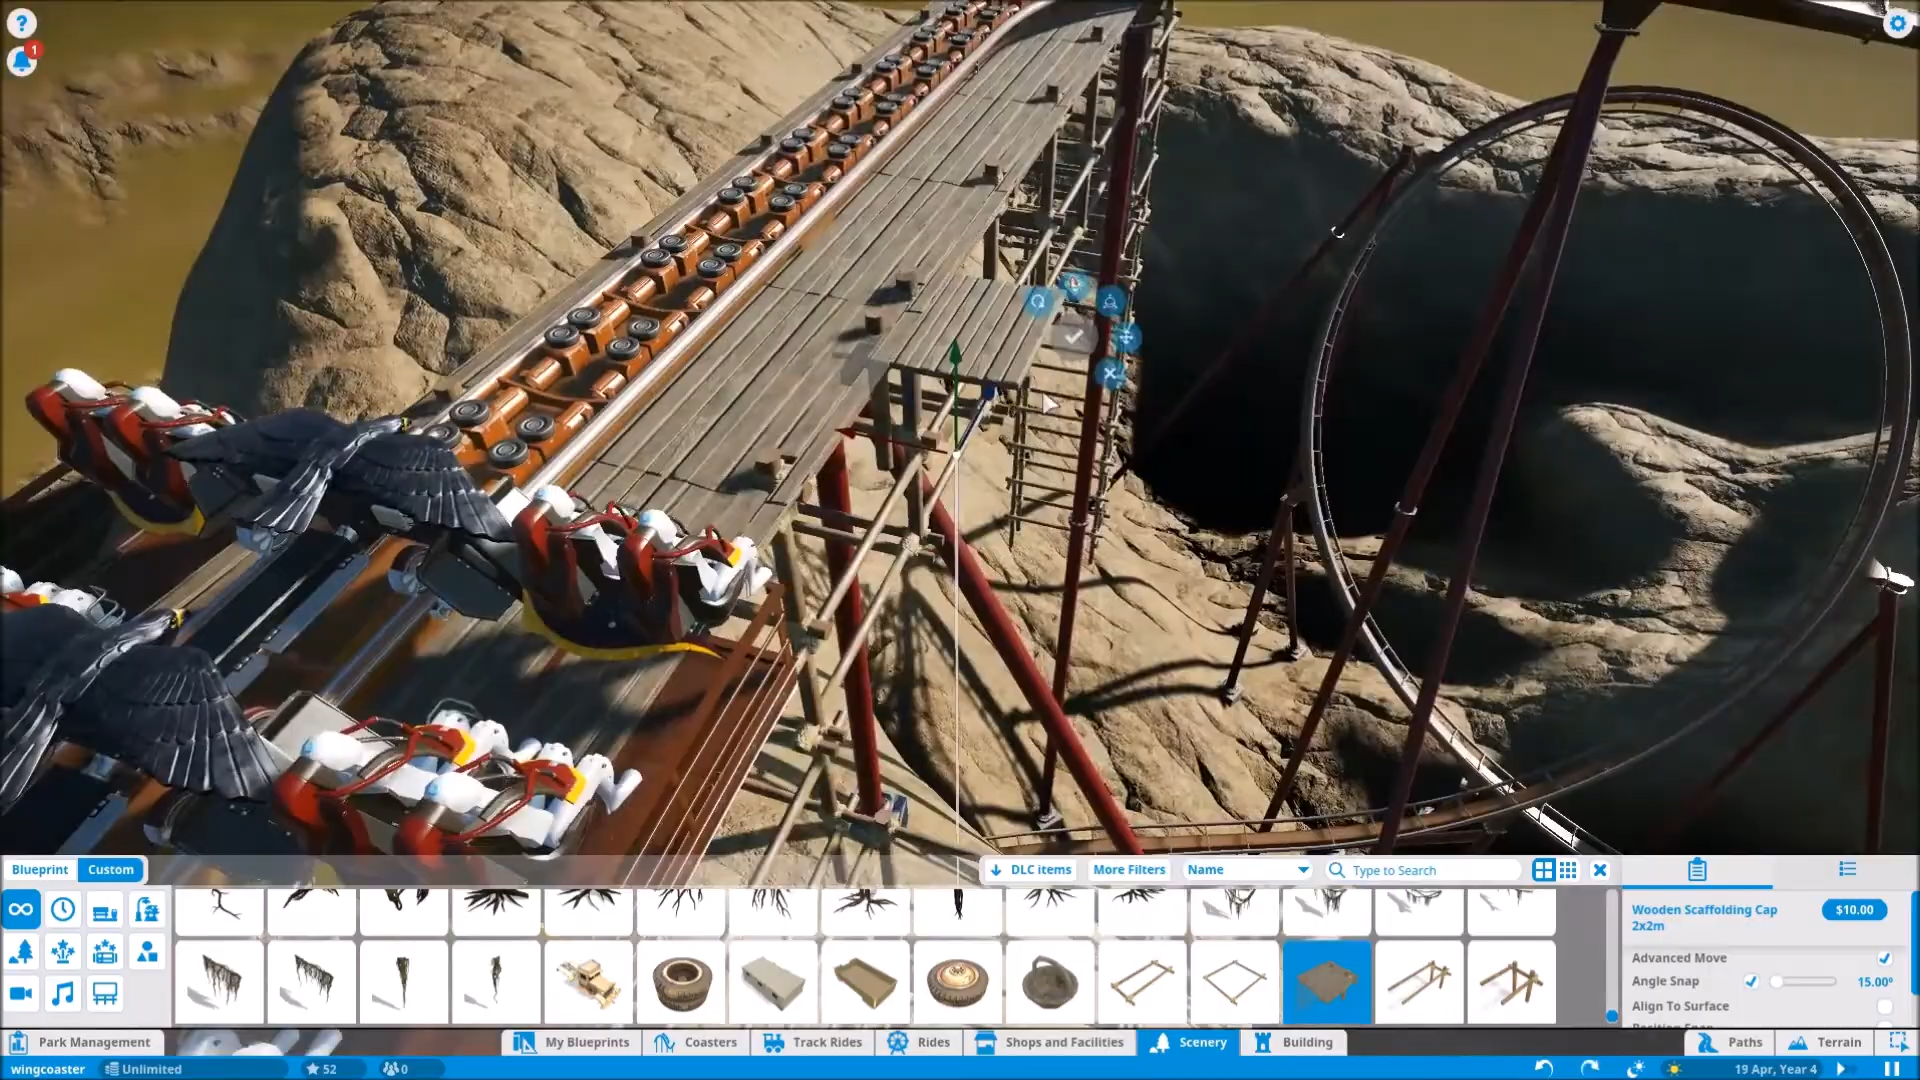 ?
1
Blueprint
Custom
DLC items
More Filters
Name
Type to Search
Wooden Scaffolding Cap
2x2m
$10.00
Advanced Move
Angle Snap
15.00°
Align To Surface
Park Management
My Blueprints
Coasters
Track Rides
Rides
Shops and Facilities
Scenery
Building
Paths
Terrain
wingcoaster
Unlimited
52
0
19 Apr, Year 4